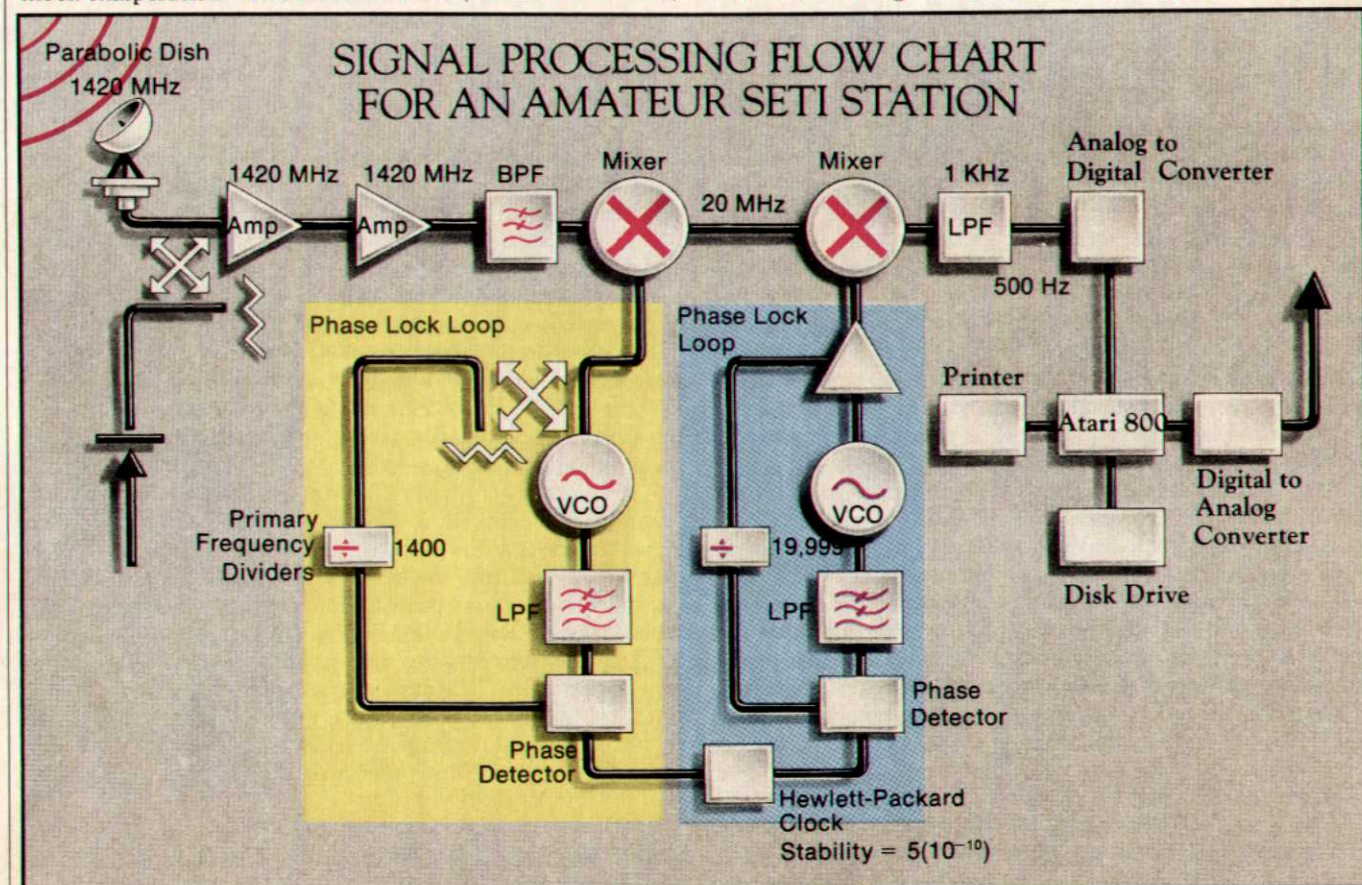 SIGNAL PROCESSING FLOW CHART
FOR AN AMATEUR SETI STATION
Parabolic Dish
1420 MHz
1420 MHz
1420 MHz
BPF
Mixer
20 MHz
Mixer
1 KHz
Analog to
Digital Converter
Amp
Amp
LPF
500 Hz
Phase Lock Loop
Phase Lock
Loop
Printer
Atari 800
Digital to
Analog
Converter
Disk Drive
VCO
VCO
Primary
Frequency
Dividers
÷
1400
÷
19,999
LPF
LPF
Phase
Detector
Phase
Detector
Hewlett-Packard
Clock
Stability = 5(10⁻¹⁰)